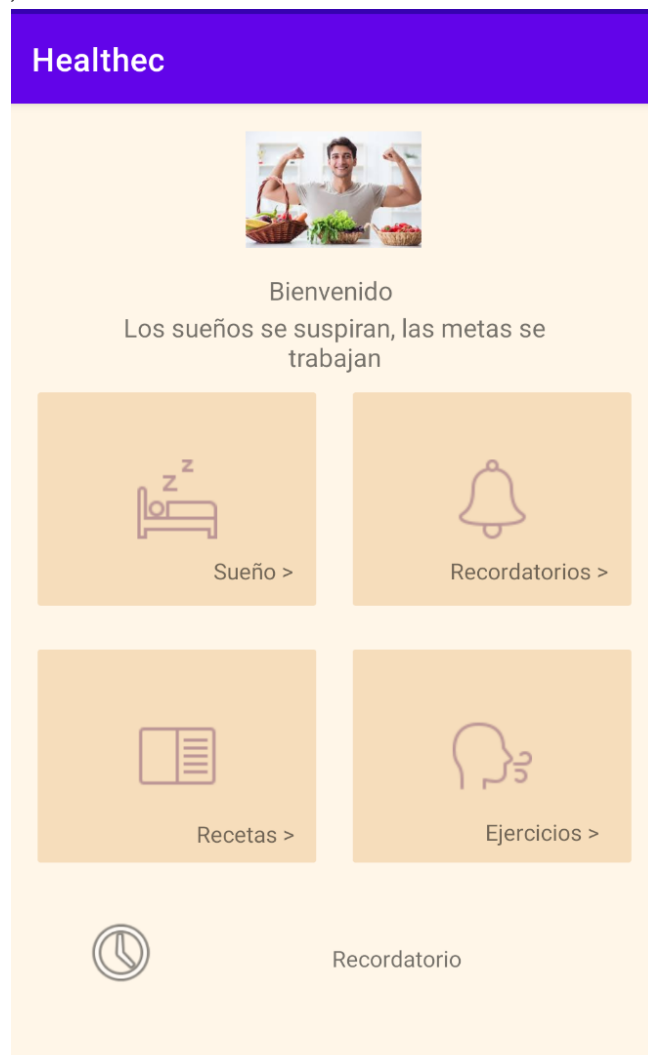 Healthec
Bienvenido
Los sueños se suspiran, las metas se
trabajan
z z
Sueño >
Recordatorios >
Recetas >
Ejercicios >
Recordatorio